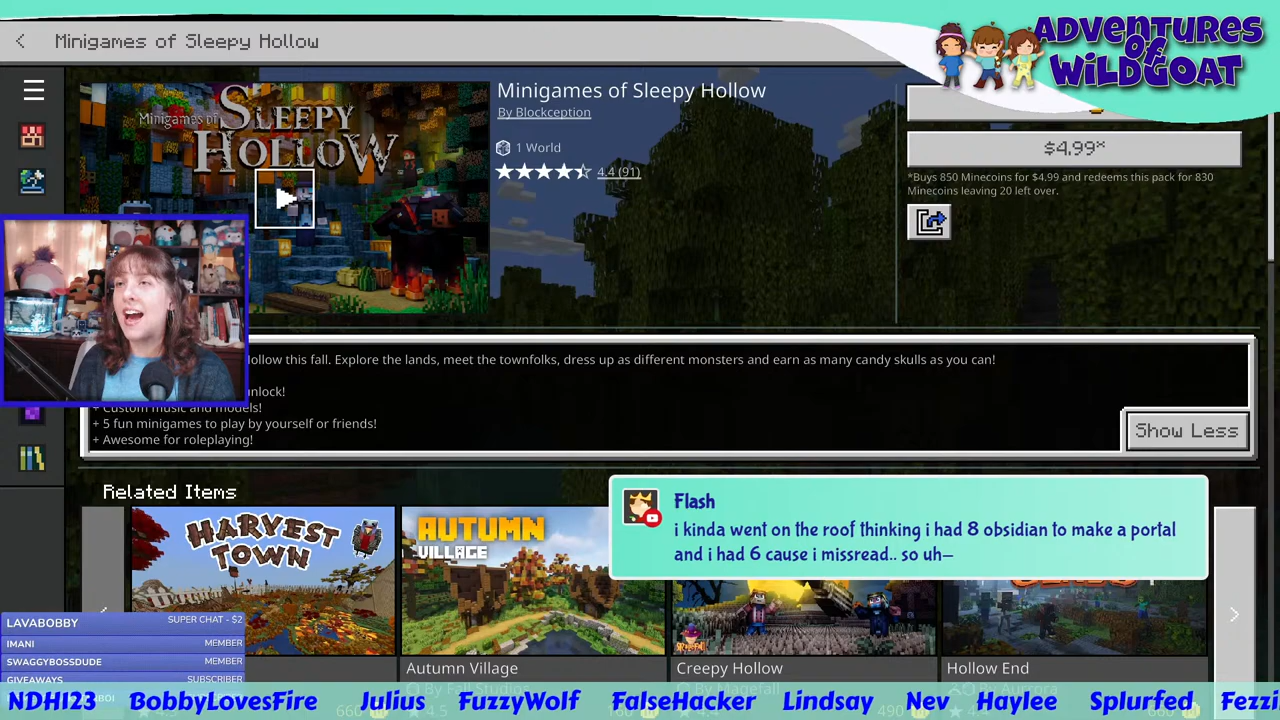 Minigames of Sleepy Hollow
ADVENTURES
OF
WILDGOAT
Minigames of
SLEEPY
HOLLOW
Minigames of Sleepy Hollow
By Blockception
1 World
4.4 (91)
$4.99*
*Buys 850 Minecoins for $4.99 and redeems this pack for 830
Minecoins leaving 20 left over.
ollow this fall. Explore the lands, meet the townfolks, dress up as different monsters and earn as many candy skulls as you can!
unlock!
+ Custom music and models!
+ 5 fun minigames to play by yourself or friends!
+ Awesome for roleplaying!
Show Less
Related Items
HARVEST
TOWN
AUTUMN
VILLAGE
Flash
i kinda went on the roof thinking i had 8 obsidian to make a portal
and i had 6 cause i missread.. so uh-
Autumn Village
Creepy Hollow
Hollow End
LAVABOBBY SUPER CHAT - $2
IMANI MEMBER
SWAGGYBOSSDUDE MEMBER
GIVEAWAYS SUBSCRIBER
NDH123 BobbyLovesFire Julius FuzzyWolf FalseHacker Lindsay Nev Haylee Splurfed Fezzi